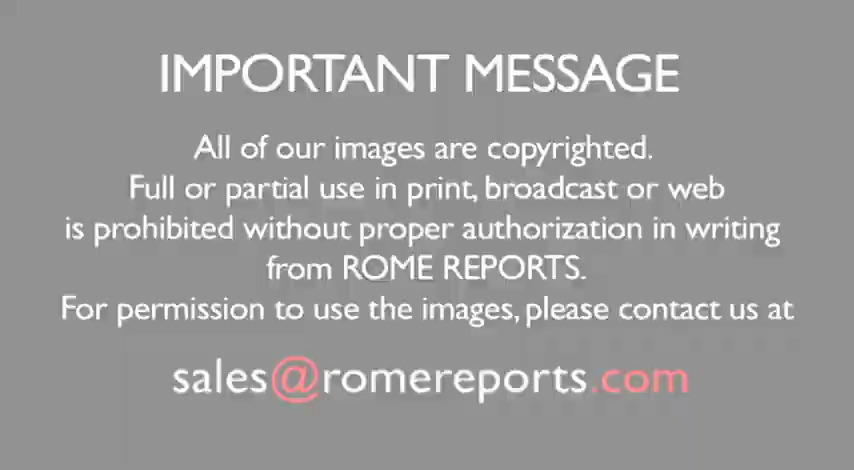 IMPORTANT MESSAGE
All of our images are copyrighted.
Full or partial use in print, broadcast or web
is prohibited without proper authorization in writing
from ROME REPORTS.
For permission to use the images, please contact us at
sales@romereports.com